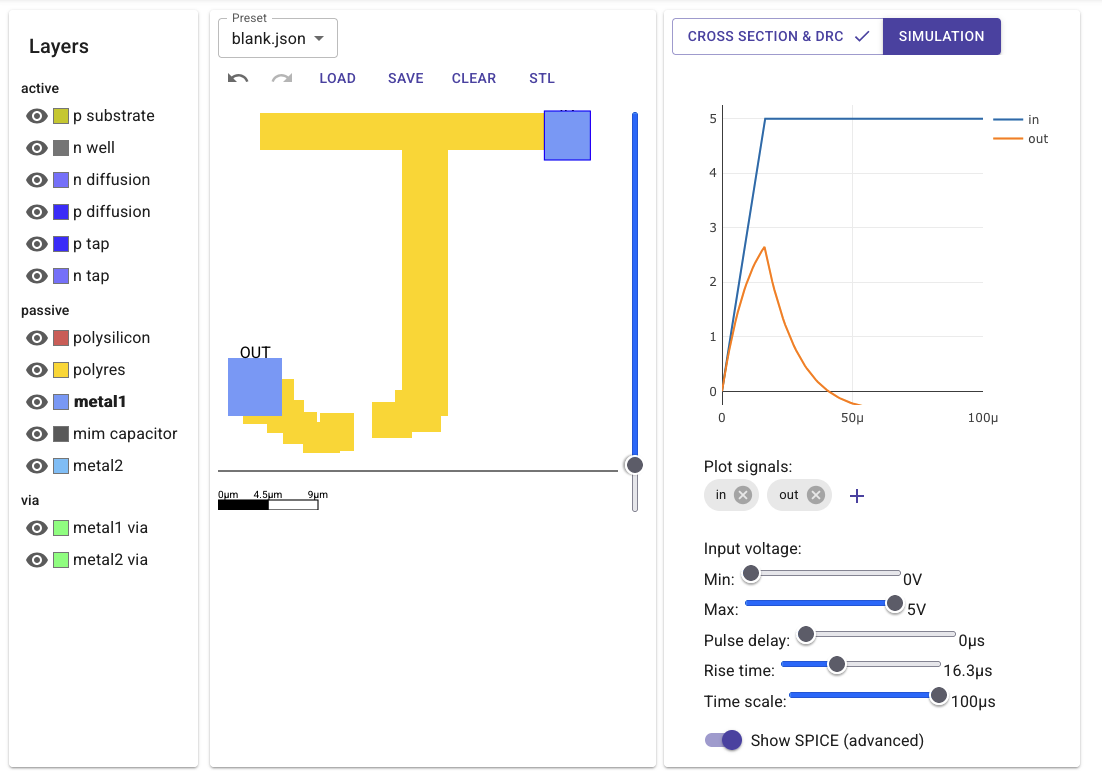 Layers
active
p substrate
n well
n diffusion
p diffusion
p tap
n tap
passive
polysilicon
polyres
metal1
mim capacitor
metal2
via
metal1 via
metal2 via
Preset
blank.json
LOAD SAVE CLEAR STL
OUT
0µm 4.5µm 9µm
CROSS SECTION & DRC SIMULATION
5
4
3
2
1
0
0 50µ 100µ
in
out
Plot signals:
in out
Input voltage:
Min: 0V
Max: 5V
Pulse delay: 0µs
Rise time: 16.3µs
Time scale: 100µs
Show SPICE (advanced)